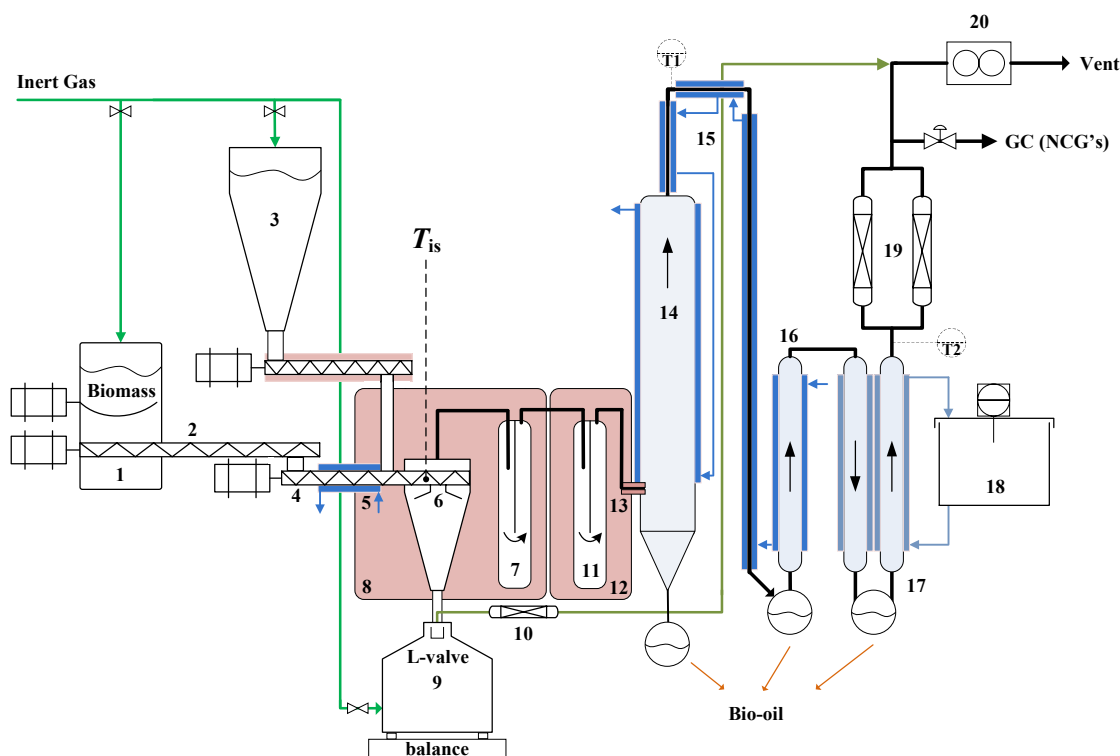 20
Inert Gas
T1
Vent
15
GC (NCG's)
3
T_is
19
14
16
T2
Biomass
2
1
4
5
6
13
18
7
11
17
8
12
10
L-valve
9
Bio-oil
balance